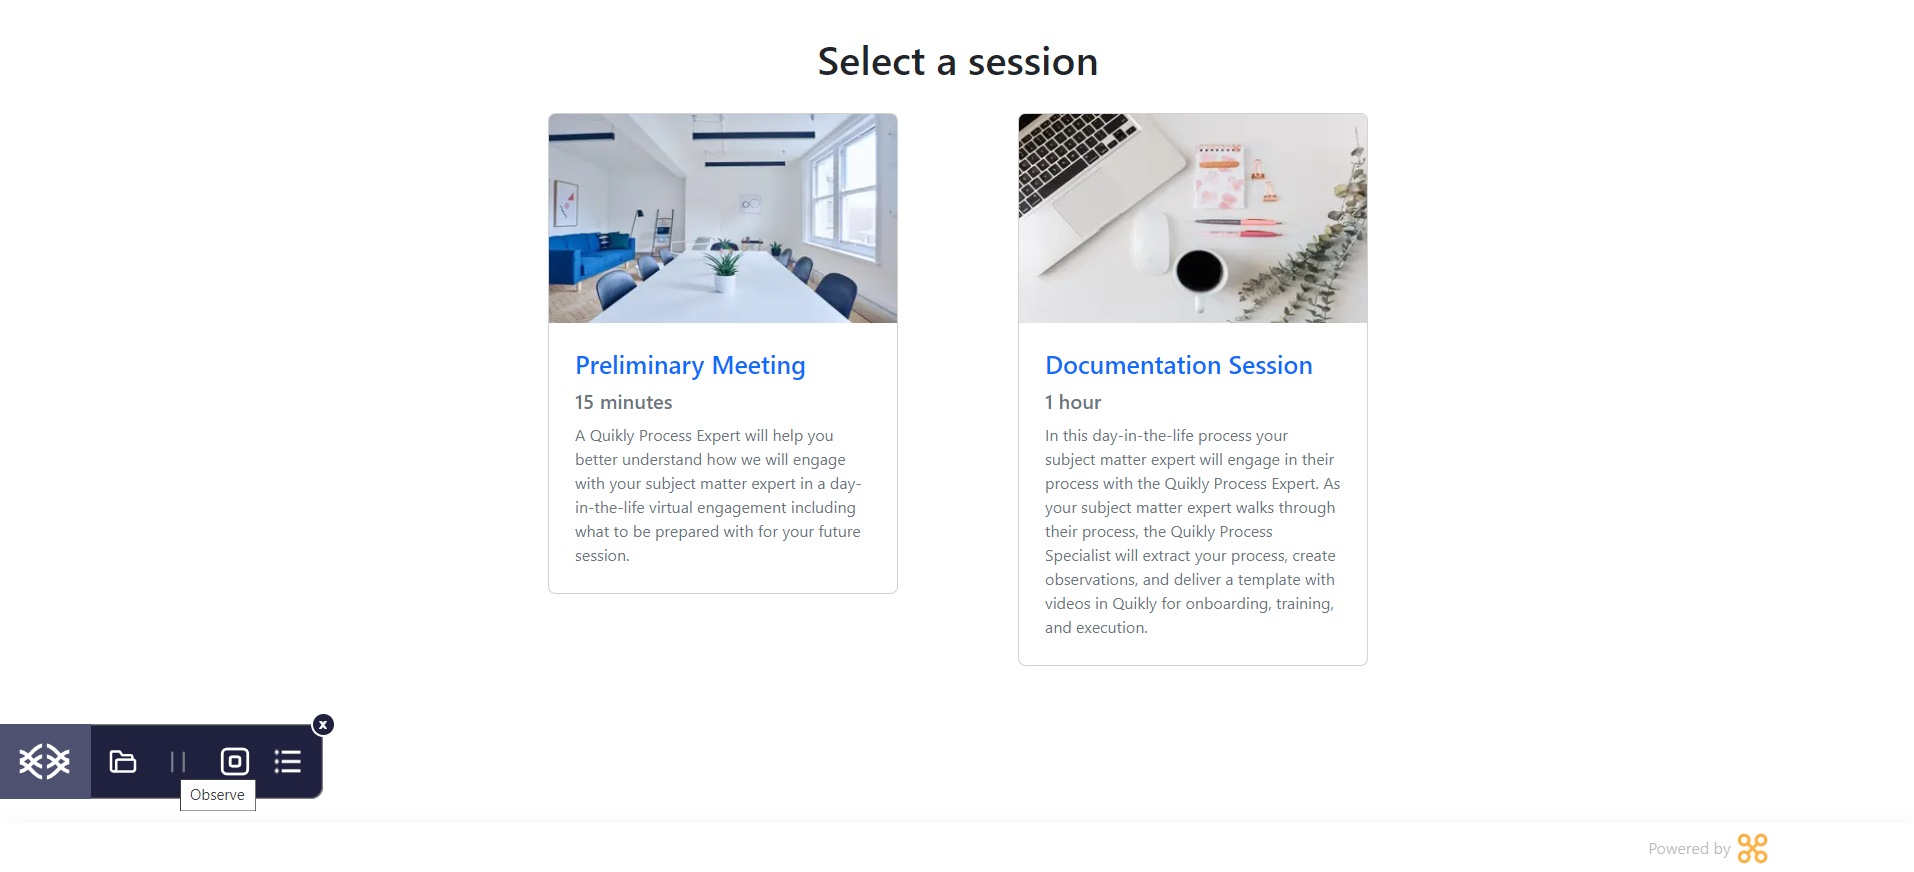 Select a session
Preliminary Meeting
15 minutes
A Quikly Process Expert will help you
better understand how we will engage
with your subject matter expert in a day-
in-the-life virtual engagement including
what to be prepared with for your future
session.
Documentation Session
1 hour
In this day-in-the-life process your
subject matter expert will engage in their
process with the Quikly Process Expert. As
your subject matter expert walks through
their process, the Quikly Process
Specialist will extract your process, create
observations, and deliver a template with
videos in Quikly for onboarding, training,
and execution.
x
Observe
Powered by